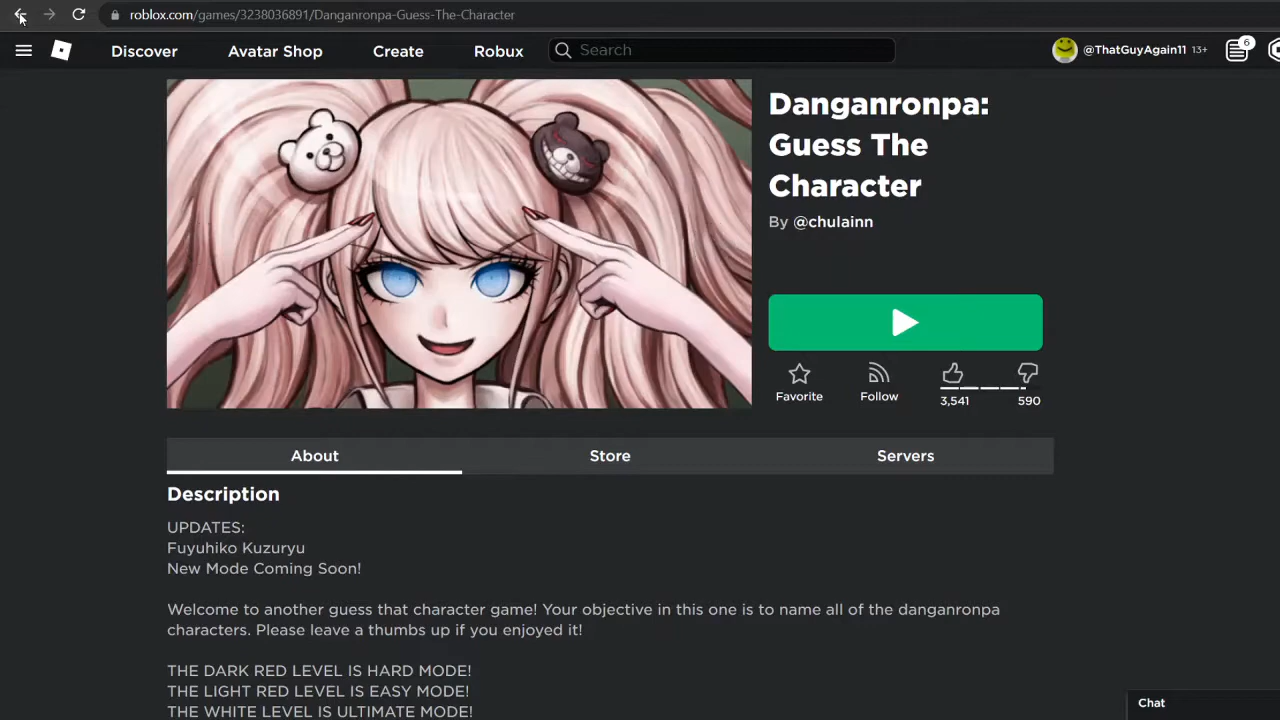 roblox.com/games/3238036891/Danganronpa-Guess-The-Character
Discover
Avatar Shop
Create
Robux
Search
@ThatGuyAgain11 13+
6
Danganronpa:
Guess The
Character
By @chulainn
Favorite
Follow
3,541
590
About
Store
Servers
Description
UPDATES:
Fuyuhiko Kuzuryu
New Mode Coming Soon!
Welcome to another guess that character game! Your objective in this one is to name all of the danganronpa
characters. Please leave a thumbs up if you enjoyed it!
THE DARK RED LEVEL IS HARD MODE!
THE LIGHT RED LEVEL IS EASY MODE!
THE WHITE LEVEL IS ULTIMATE MODE!
Chat